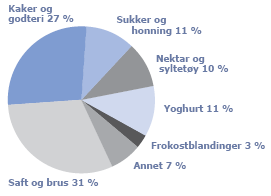 Kaker og
godteri 27 %
Sukker og
honning 11 %
Nektar og
syltetøy 10 %
Yoghurt 11 %
Frokostblandinger 3 %
Annet 7 %
Saft og brus 31 %